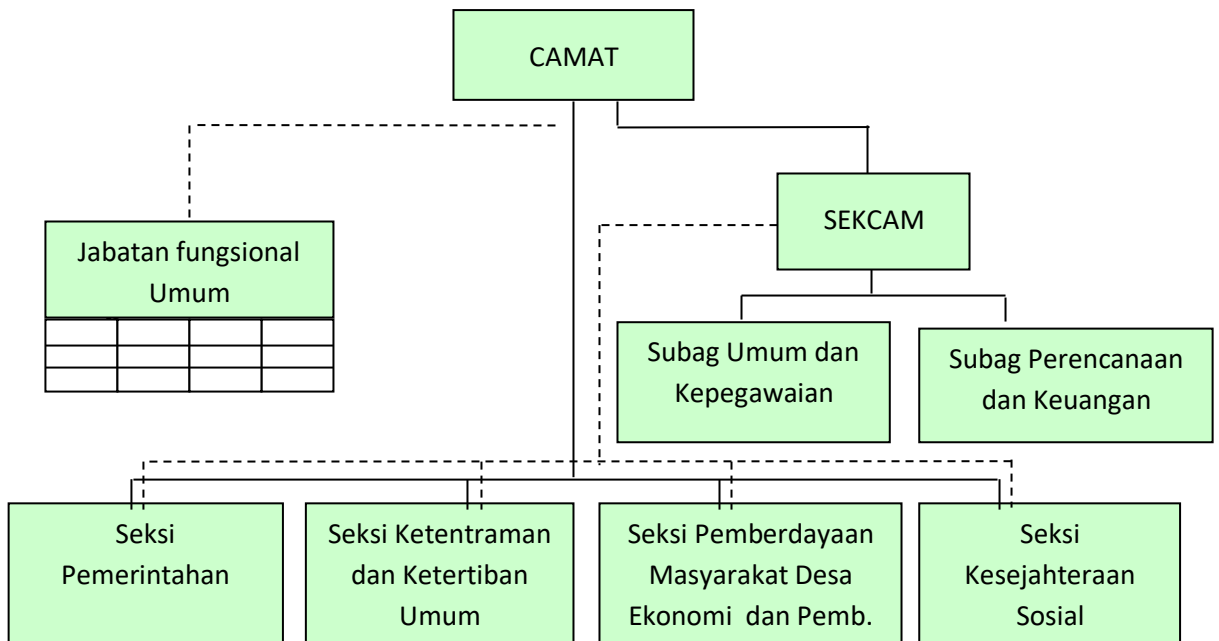 CAMAT
SEKCAM
Jabatan fungsional
Umum
Subag Umum dan
Kepegawaian
Subag Perencanaan
dan Keuangan
Seksi
Pemerintahan
Seksi Ketentraman
dan Ketertiban
Umum
Seksi Pemberdayaan
Masyarakat Desa
Ekonomi dan Pemb.
Seksi
Kesejahteraan
Sosial